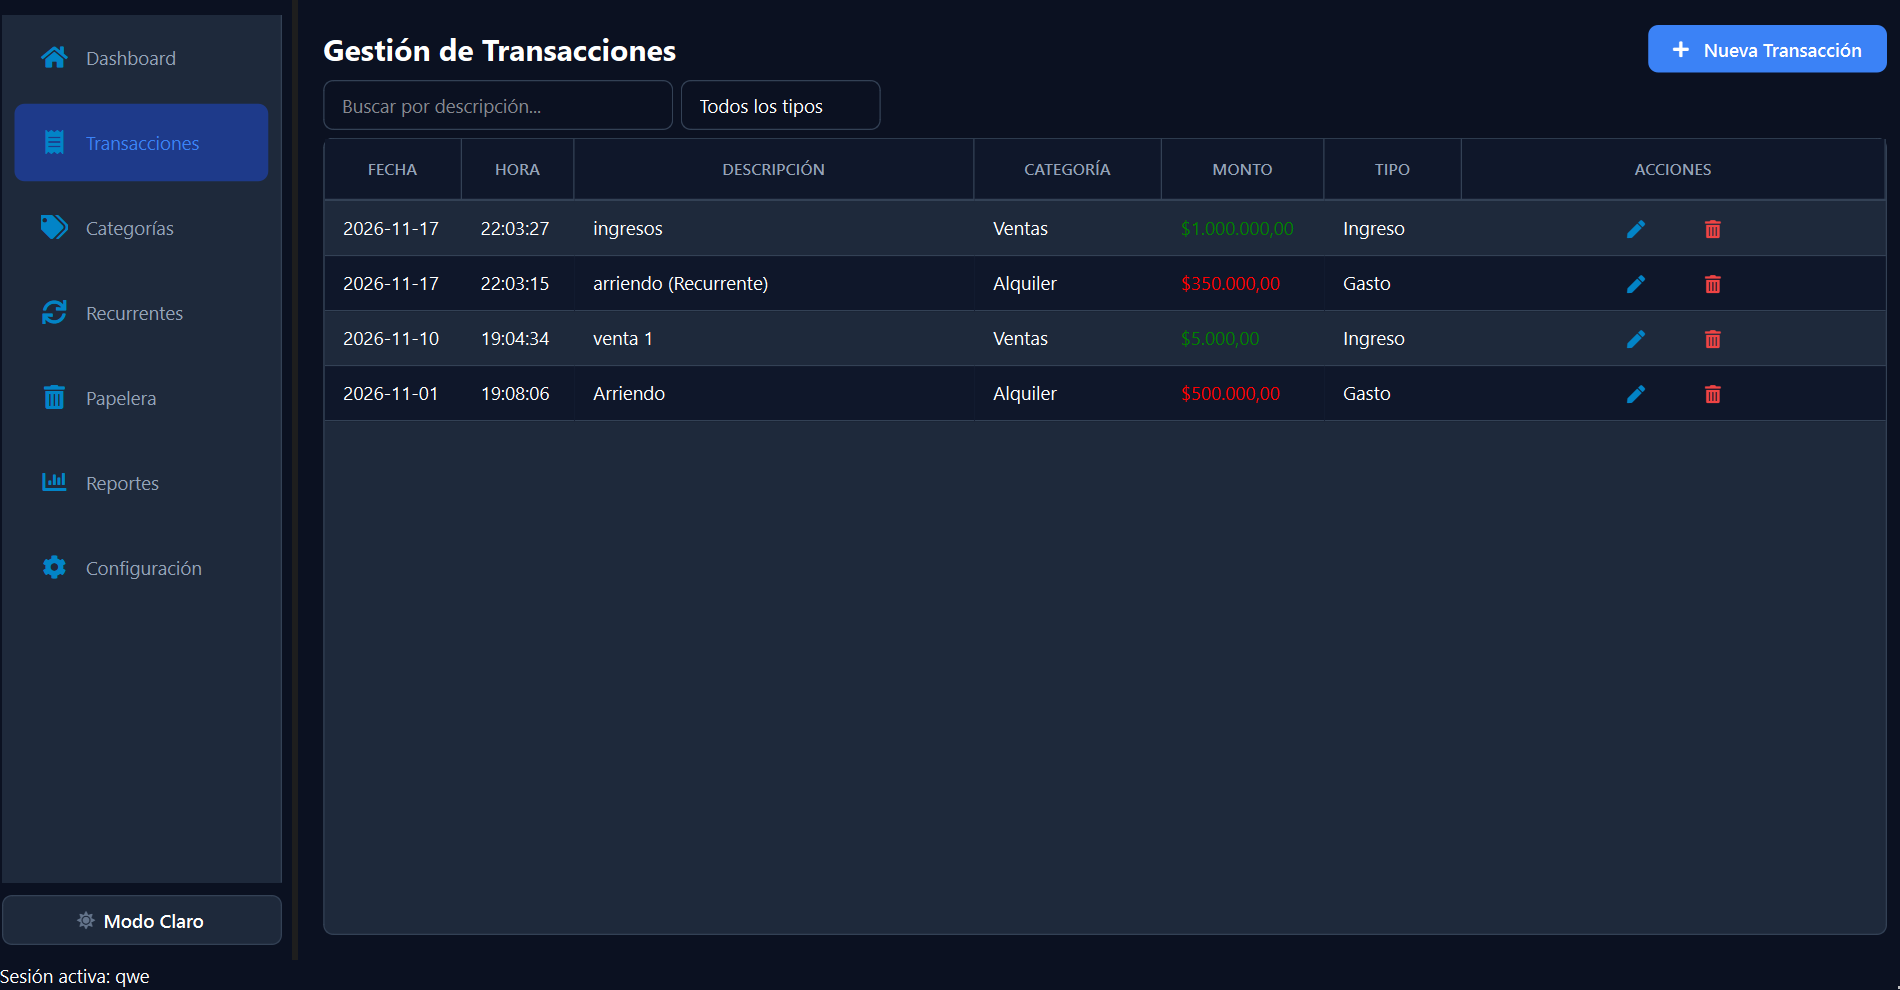 Dashboard
Transacciones
Categorías
Recurrentes
Papelera
Reportes
Configuración
Modo Claro
Sesión activa: qwe
Gestión de Transacciones
Nueva Transacción
Buscar por descripción...
Todos los tipos
FECHA HORA DESCRIPCIÓN CATEGORÍA MONTO TIPO ACCIONES
2026-11-17 22:03:27 ingresos Ventas $1.000.000,00 Ingreso
2026-11-17 22:03:15 arriendo (Recurrente) Alquiler $350.000,00 Gasto
2026-11-10 19:04:34 venta 1 Ventas $5.000,00 Ingreso
2026-11-01 19:08:06 Arriendo Alquiler $500.000,00 Gasto